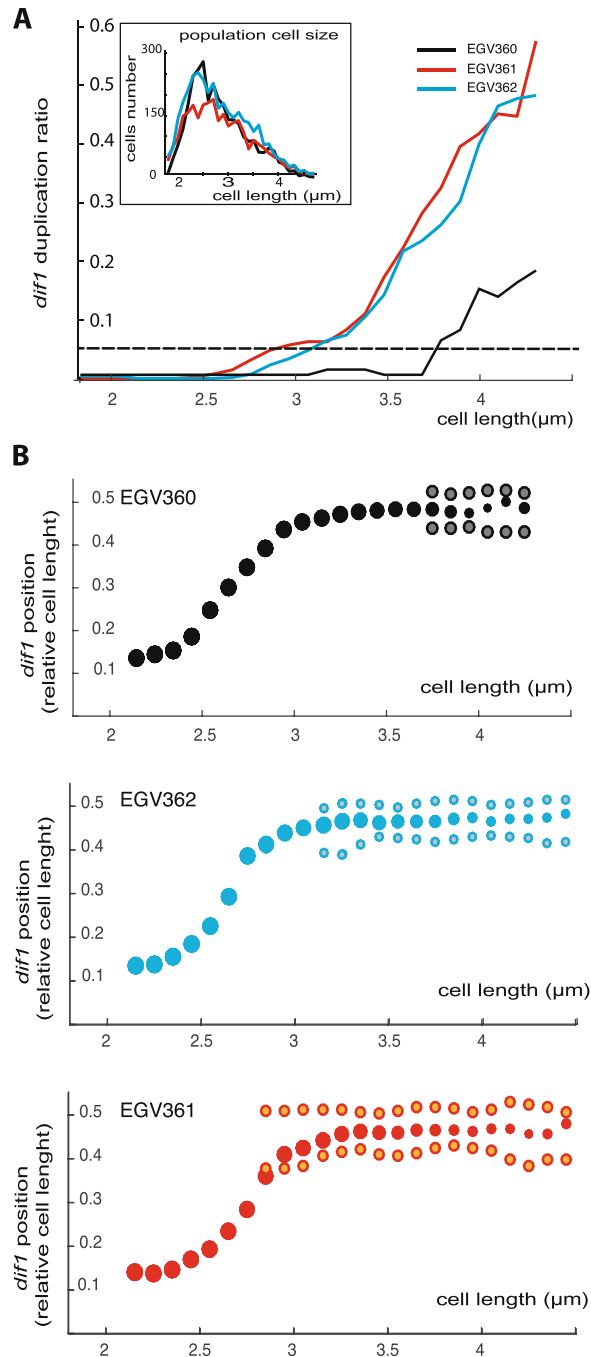 A
population cell size
cells number
300
150
0
2
3
4
cell length (µm)
EGV360
EGV361
EGV362
dif1 duplication ratio
0.6
0.5
0.4
0.3
0.2
0.1
2
2.5
3
3.5
4
cell length(µm)
B
EGV360
dif1 position
(relative cell lenght)
0.5
0.4
0.3
0.2
0.1
cell length (µm)
2
2.5
3
3.5
4
EGV362
dif1 position
(relative cell lenght)
0.5
0.4
0.3
0.2
0.1
cell length (µm)
2
2.5
3
3.5
4
EGV361
dif1 position
(relative cell lenght)
0.5
0.4
0.3
0.2
0.1
cell length (µm)
2
2.5
3
3.5
4